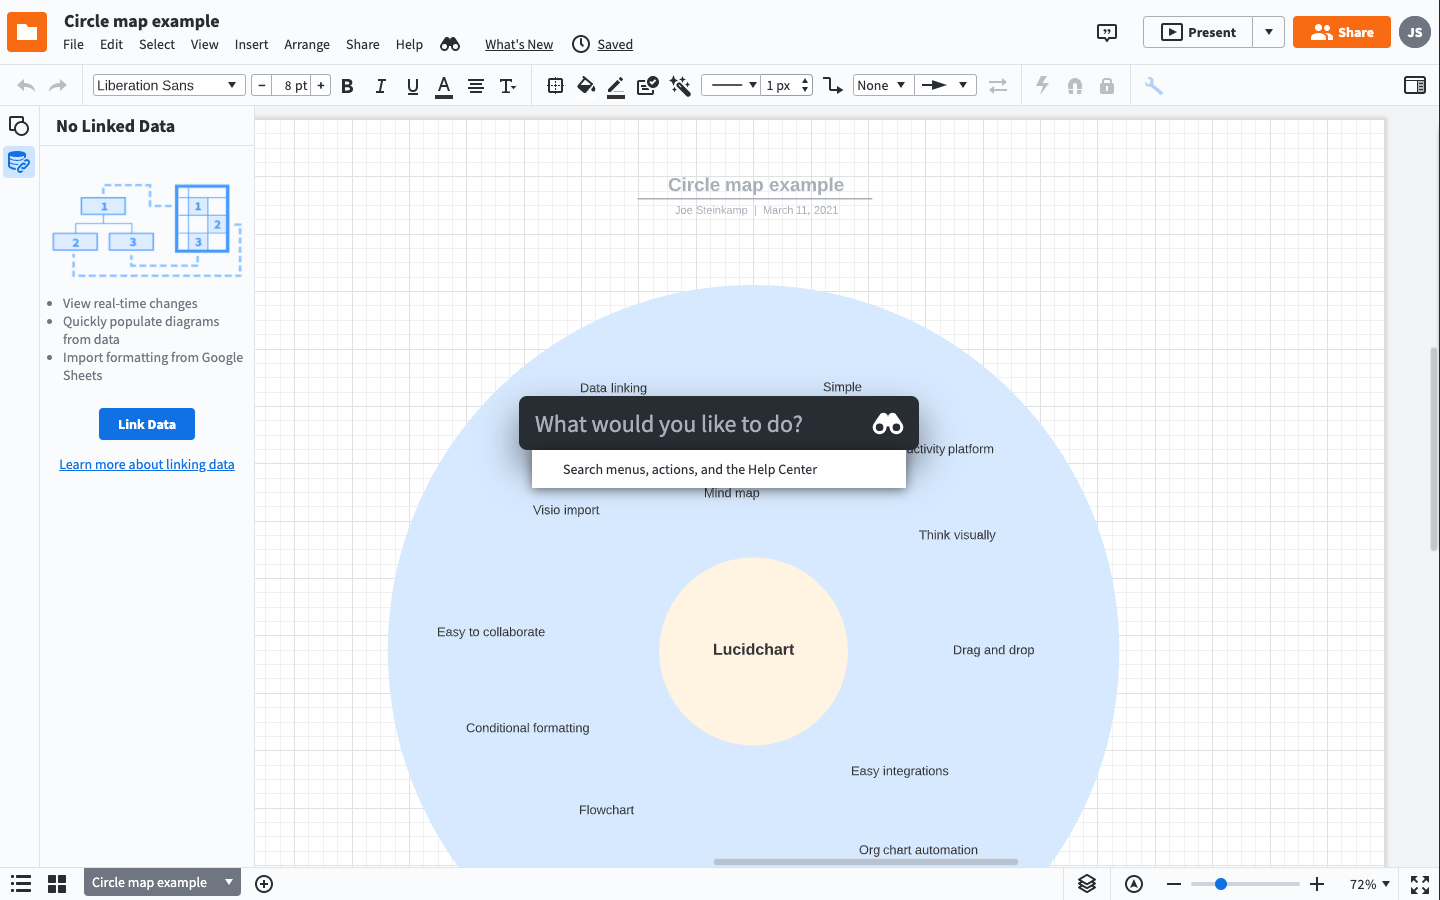 Circle map example
File Edit Select View Insert Arrange Share Help What's New Saved
Present Share JS
Liberation Sans − 8 pt + B I U A T 1 px None
No Linked Data
1 1
2
2 3 3
View real-time changes
Quickly populate diagrams
from data
Import formatting from Google
Sheets
Link Data
Learn more about linking data
Circle map example
Joe Steinkamp | March 11, 2021
Data linking Simple
What would you like to do?
activity platform
Search menus, actions, and the Help Center
Mind map
Visio import
Think visually
Easy to collaborate
Lucidchart
Drag and drop
Conditional formatting
Easy integrations
Flowchart
Org chart automation
Circle map example
72%